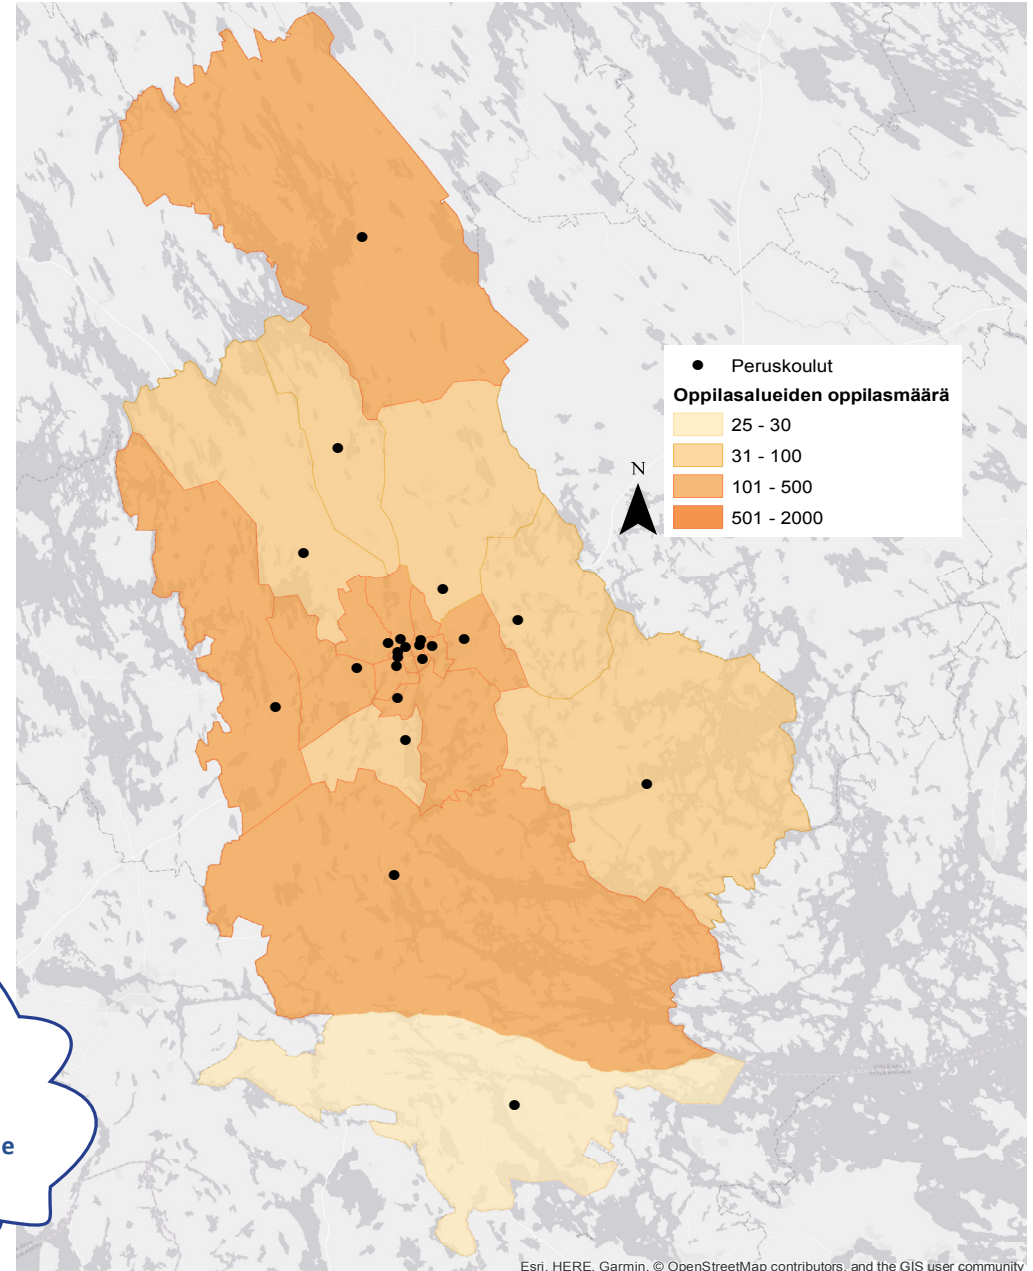 Peruskoulut
Oppilasalueiden oppilasmäärä
25 - 30
31 - 100
101 - 500
501 - 2000
N
e
Esri, HERE, Garmin, © OpenStreetMap contributors, and the GIS user community